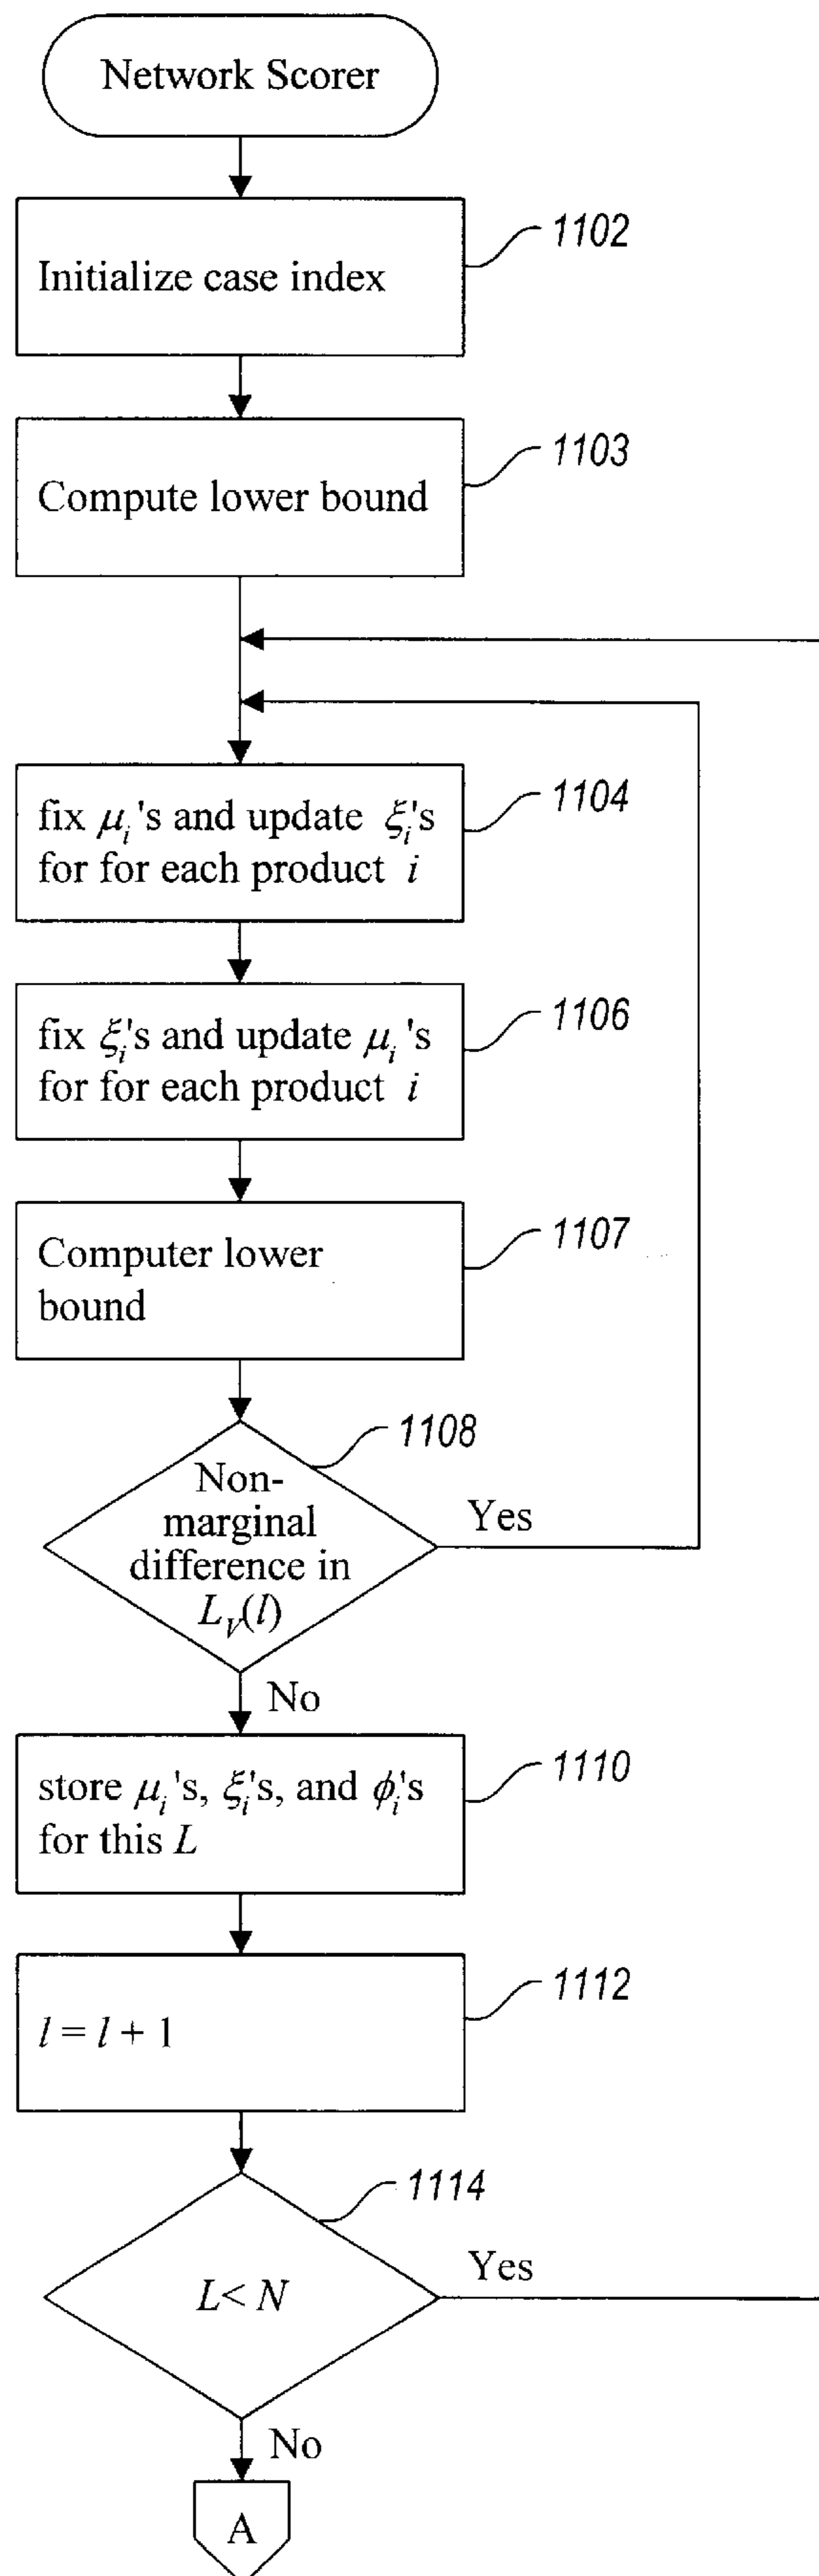 Network Scorer
1102
Initialize case index
1103
Compute lower bound
1104
fix μi's and update ξi's
for for each product i
1106
fix ξi's and update μi's
for for each product i
1107
Computer lower
bound
1108
Non-
marginal
difference in
LV(l)
Yes
No
1110
store μi's, ξi's, and ϕi's
for this L
1112
l = l + 1
1114
L< N
Yes
No
A